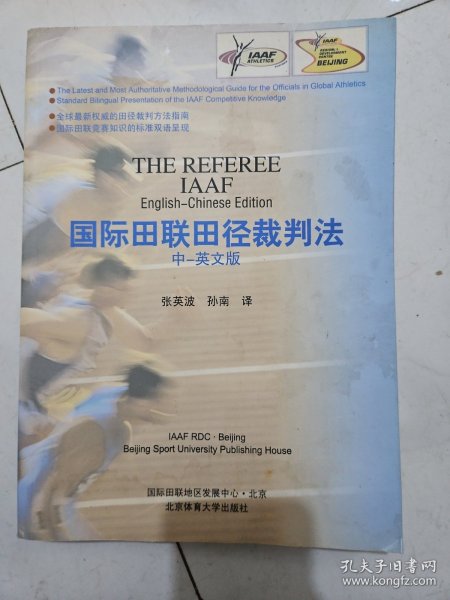 IAAF
ATHLETICS
IAAF
REGIONAL
DEVELOPMENT
CENTER
BEIJING
The Latest and Most Authoritative Methodological Guide for the Officials in Global Athletics
Standard Bilingual Presentation of the IAAF Competitive Knowledge
全球最新权威的田径裁判方法指南
国际田联竞赛知识的标准双语呈现
THE REFEREE
IAAF
English-Chinese Edition
国际田联田径裁判法
中-英文版
张英波 孙南 译
IAAF RDC · Beijing
Beijing Sport University Publishing House
国际田联地区发展中心·北京
北京体育大学出版社
孔夫子旧书网
www.kongfz.com